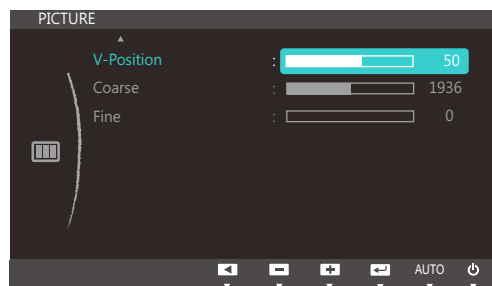 PICTURE
V-Position : 50
Coarse : 1936
Fine : 0
AUTO